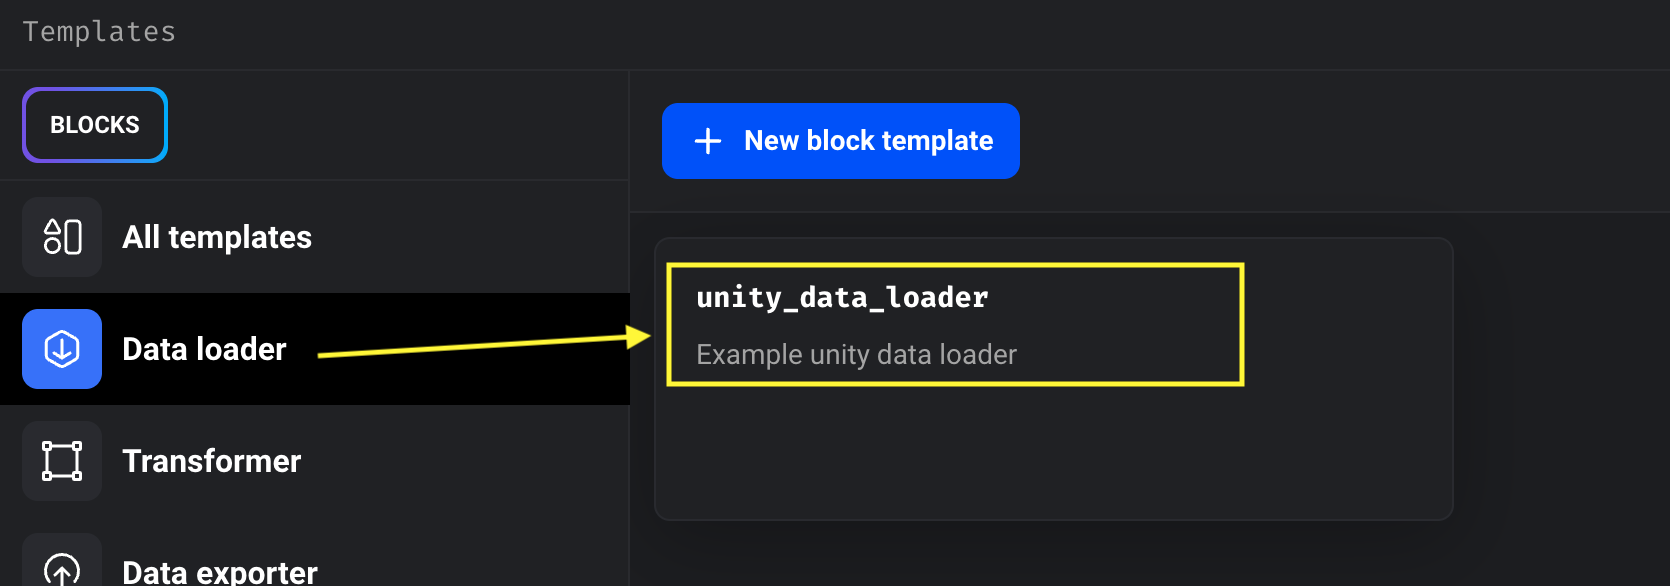 Templates
BLOCKS
New block template
All templates
unity_data_loader
Data loader
Example unity data loader
Transformer
Data exporter